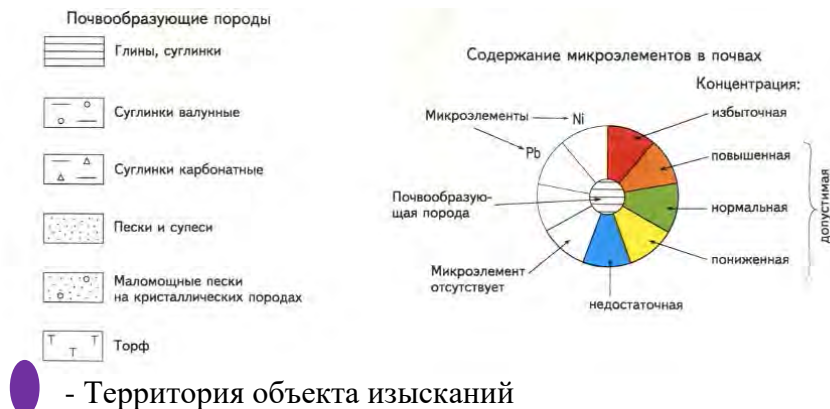 Почвообразующие породы
Глины, суглинки
Суглинки валунные
Суглинки карбонатные
Пески и супеси
Маломощные пески
на кристаллических породах
Т Т
Т
Торф
Содержание микроэлементов в почвах
Концентрация:
Микроэлементы
Ni
Pb
избыточная
повышенная
нормальная
пониженная
допустимая
недостаточная
Почвообразую-
щая порода
Микроэлемент
отсутствует
- Территория объекта изысканий